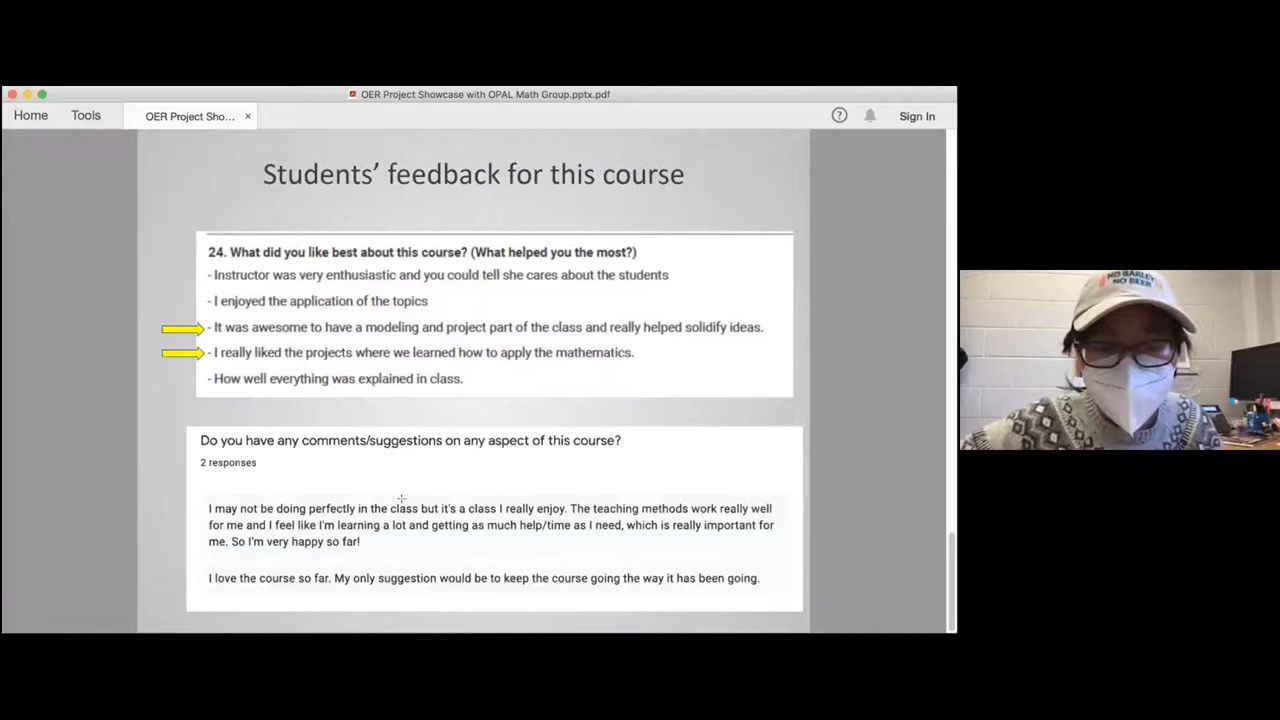 OER Project Showcase with OPAL Math Group.pptx.pdf
Home Tools OER Project Sho... × ? Sign In
Students' feedback for this course
24. What did you like best about this course? (What helped you the most?)
- Instructor was very enthusiastic and you could tell she cares about the students
- I enjoyed the application of the topics
- It was awesome to have a modeling and project part of the class and really helped solidify ideas.
- I really liked the projects where we learned how to apply the mathematics.
- How well everything was explained in class.
Do you have any comments/suggestions on any aspect of this course?
2 responses
I may not be doing perfectly in the class but it's a class I really enjoy. The teaching methods work really well
for me and I feel like I'm learning a lot and getting as much help/time as I need, which is really important for
me. So I'm very happy so far!
I love the course so far. My only suggestion would be to keep the course going the way it has been going.
NO BARLEY
NO BEER